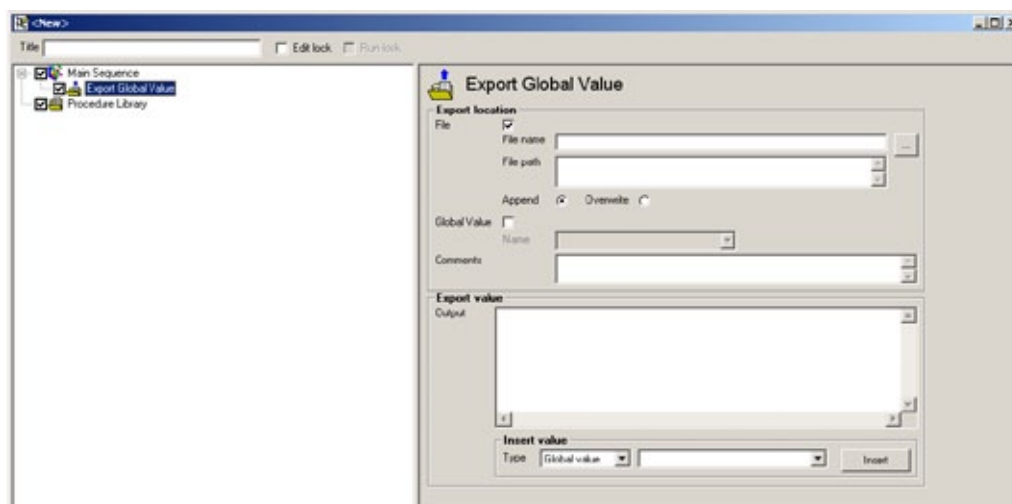 <New>
Title Edit lock Run lock
Main Sequence
Export Global Value
Procedure Library
Export Global Value
Export location
File
File name ...
File path
Append Overwrite
Global Value
Name
Comments
Export value
Output
Insert value
Type Global value Insert